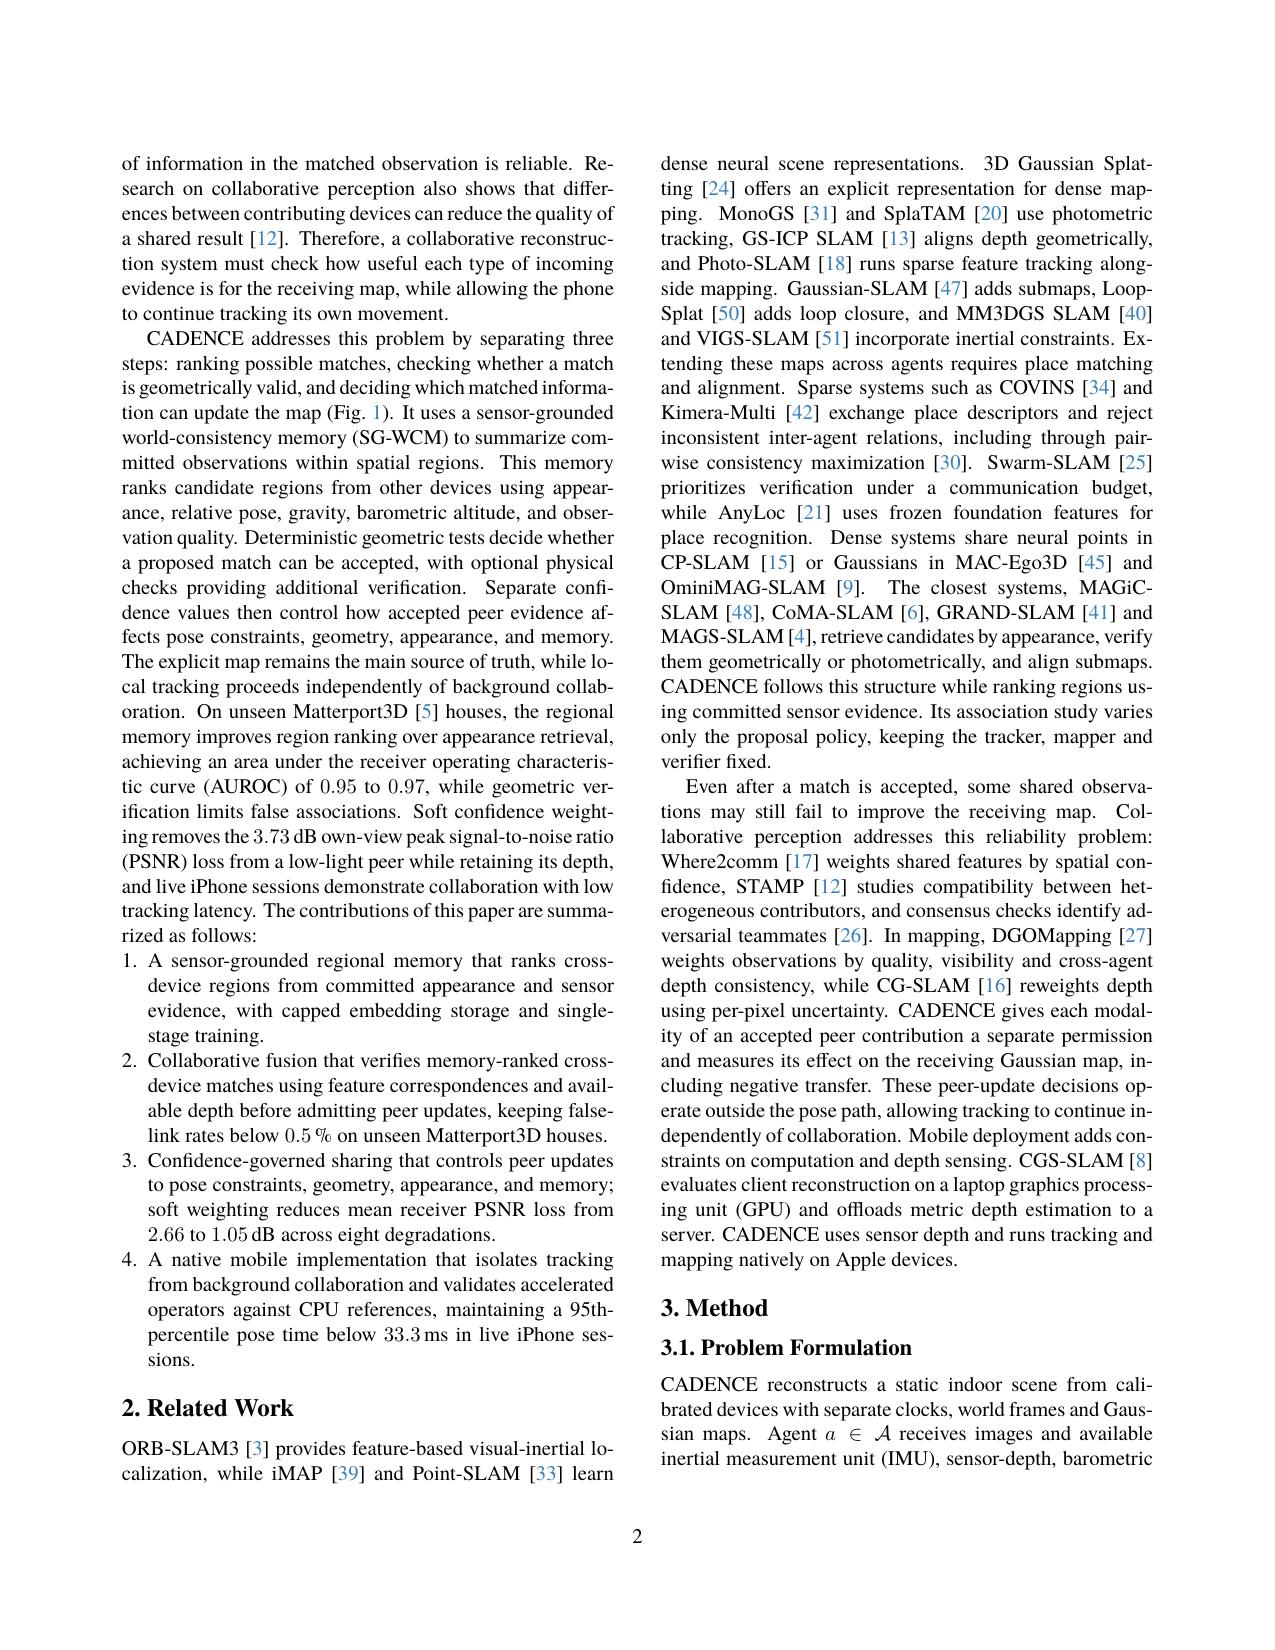 of information in the matched observation is reliable. Re-
search on collaborative perception also shows that differ-
ences between contributing devices can reduce the quality of
a shared result [12]. Therefore, a collaborative reconstruc-
tion system must check how useful each type of incoming
evidence is for the receiving map, while allowing the phone
to continue tracking its own movement.
CADENCE addresses this problem by separating three
steps: ranking possible matches, checking whether a match
is geometrically valid, and deciding which matched informa-
tion can update the map (Fig. 1). It uses a sensor-grounded
world-consistency memory (SG-WCM) to summarize com-
mitted observations within spatial regions. This memory
ranks candidate regions from other devices using appear-
ance, relative pose, gravity, barometric altitude, and obser-
vation quality. Deterministic geometric tests decide whether
a proposed match can be accepted, with optional physical
checks providing additional verification. Separate confi-
dence values then control how accepted peer evidence af-
fects pose constraints, geometry, appearance, and memory.
The explicit map remains the main source of truth, while lo-
cal tracking proceeds independently of background collab-
oration. On unseen Matterport3D [5] houses, the regional
memory improves region ranking over appearance retrieval,
achieving an area under the receiver operating characteris-
tic curve (AUROC) of 0.95 to 0.97, while geometric ver-
ification limits false associations. Soft confidence weight-
ing removes the 3.73 dB own-view peak signal-to-noise ratio
(PSNR) loss from a low-light peer while retaining its depth,
and live iPhone sessions demonstrate collaboration with low
tracking latency. The contributions of this paper are summa-
rized as follows:
1. A sensor-grounded regional memory that ranks cross-
device regions from committed appearance and sensor
evidence, with capped embedding storage and single-
stage training.
2. Collaborative fusion that verifies memory-ranked cross-
device matches using feature correspondences and avail-
able depth before admitting peer updates, keeping false-
link rates below 0.5 % on unseen Matterport3D houses.
3. Confidence-governed sharing that controls peer updates
to pose constraints, geometry, appearance, and memory;
soft weighting reduces mean receiver PSNR loss from
2.66 to 1.05 dB across eight degradations.
4. A native mobile implementation that isolates tracking
from background collaboration and validates accelerated
operators against CPU references, maintaining a 95th-
percentile pose time below 33.3 ms in live iPhone ses-
sions.
2. Related Work
ORB-SLAM3 [3] provides feature-based visual-inertial lo-
calization, while iMAP [39] and Point-SLAM [33] learn
dense neural scene representations. 3D Gaussian Splat-
ting [24] offers an explicit representation for dense map-
ping. MonoGS [31] and SplaTAM [20] use photometric
tracking, GS-ICP SLAM [13] aligns depth geometrically,
and Photo-SLAM [18] runs sparse feature tracking along-
side mapping. Gaussian-SLAM [47] adds submaps, Loop-
Splat [50] adds loop closure, and MM3DGS SLAM [40]
and VIGS-SLAM [51] incorporate inertial constraints. Ex-
tending these maps across agents requires place matching
and alignment. Sparse systems such as COVINS [34] and
Kimera-Multi [42] exchange place descriptors and reject
inconsistent inter-agent relations, including through pair-
wise consistency maximization [30]. Swarm-SLAM [25]
prioritizes verification under a communication budget,
while AnyLoc [21] uses frozen foundation features for
place recognition. Dense systems share neural points in
CP-SLAM [15] or Gaussians in MAC-Ego3D [45] and
OminiMAG-SLAM [9]. The closest systems, MAGiC-
SLAM [48], CoMA-SLAM [6], GRAND-SLAM [41] and
MAGS-SLAM [4], retrieve candidates by appearance, verify
them geometrically or photometrically, and align submaps.
CADENCE follows this structure while ranking regions us-
ing committed sensor evidence. Its association study varies
only the proposal policy, keeping the tracker, mapper and
verifier fixed.
Even after a match is accepted, some shared observa-
tions may still fail to improve the receiving map. Col-
laborative perception addresses this reliability problem:
Where2comm [17] weights shared features by spatial con-
fidence, STAMP [12] studies compatibility between het-
erogeneous contributors, and consensus checks identify ad-
versarial teammates [26]. In mapping, DGOMapping [27]
weights observations by quality, visibility and cross-agent
depth consistency, while CG-SLAM [16] reweights depth
using per-pixel uncertainty. CADENCE gives each modal-
ity of an accepted peer contribution a separate permission
and measures its effect on the receiving Gaussian map, in-
cluding negative transfer. These peer-update decisions op-
erate outside the pose path, allowing tracking to continue in-
dependently of collaboration. Mobile deployment adds con-
straints on computation and depth sensing. CGS-SLAM [8]
evaluates client reconstruction on a laptop graphics process-
ing unit (GPU) and offloads metric depth estimation to a
server. CADENCE uses sensor depth and runs tracking and
mapping natively on Apple devices.
3. Method
3.1. Problem Formulation
CADENCE reconstructs a static indoor scene from cali-
brated devices with separate clocks, world frames and Gaus-
sian maps. Agent a ∈ 𝒜 receives images and available
inertial measurement unit (IMU), sensor-depth, barometric
2